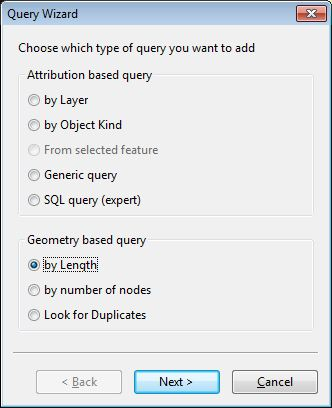 Query Wizard
Choose which type of query you want to add
Attribution based query
by Layer
by Object Kind
From selected feature
Generic query
SQL query (expert)
Geometry based query
by Length
by number of nodes
Look for Duplicates
< Back Next > Cancel